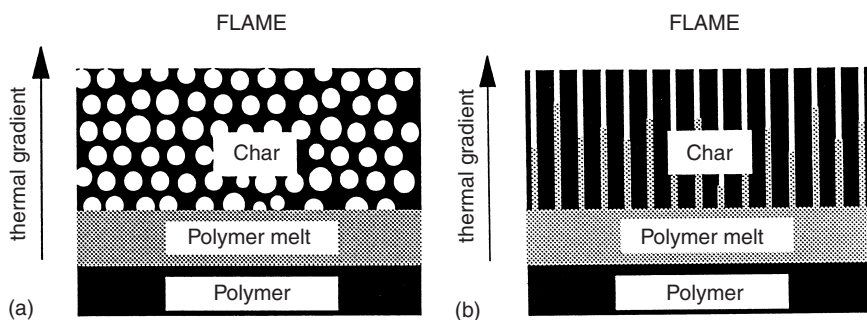 FLAME
thermal gradient
Char
Polymer melt
Polymer
(a)
FLAME
thermal gradient
Char
Polymer melt
Polymer
(b)